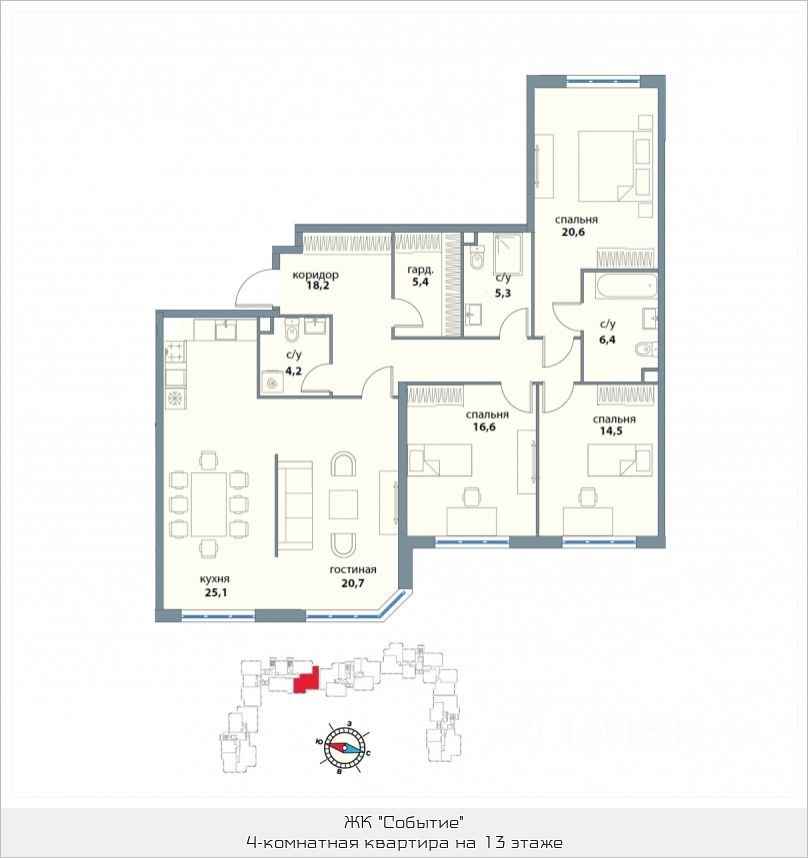 спальня
20,6
коридор
18,2
гард.
5,4
с/у
5,3
с/у
6,4
с/у
4,2
спальня
16,6
спальня
14,5
кухня
25,1
гостиная
20,7
З
Ю
С
В
циан
ЖК "Событие"
4-комнатная квартира на 13 этаже